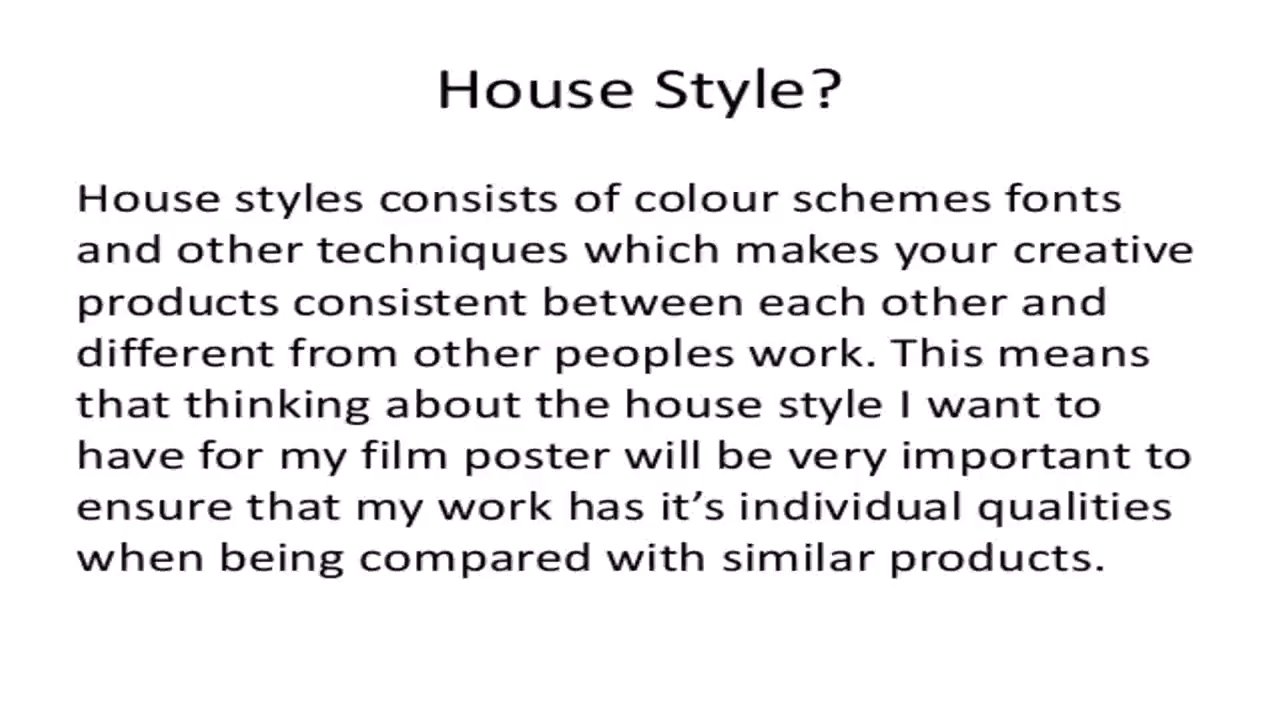 House Style?
House styles consists of colour schemes fonts
and other techniques which makes your creative
products consistent between each other and
different from other peoples work. This means
that thinking about the house style I want to
have for my film poster will be very important to
ensure that my work has it’s individual qualities
when being compared with similar products.